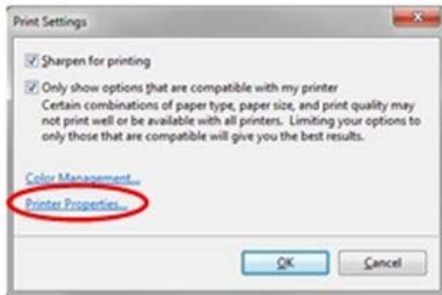 Print Settings
Sharpen for printing
Only show options that are compatible with my printer
Certain combinations of paper type, paper size, and print quality may
not print well or be available with all printers. Limiting your options to
only those that are compatible will give you the best results.
Color Management...
Printer Properties...
OK
Cancel